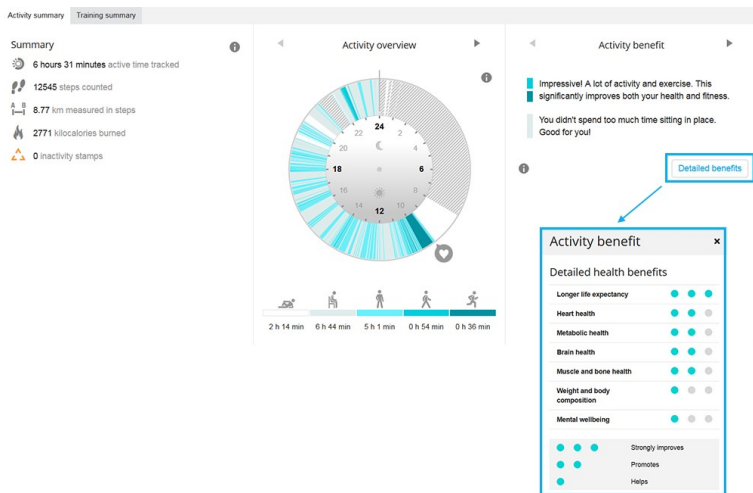 Activity summary
Training summary
Summary
6 hours 31 minutes active time tracked
12545 steps counted
A B
8.77 km measured in steps
2771 kilocalories burned
0 inactivity stamps
Activity overview
24
2
4
6
8
10
12
14
16
18
20
22
2 h 14 min
6 h 44 min
5 h 1 min
0 h 54 min
0 h 36 min
Activity benefit
Impressive! A lot of activity and exercise. This
significantly improves both your health and fitness.
You didn't spend too much time sitting in place.
Good for you!
Detailed benefits
Activity benefit
×
Detailed health benefits
Longer life expectancy
Heart health
Metabolic health
Brain health
Muscle and bone health
Weight and body
composition
Mental wellbeing
Strongly improves
Promotes
Helps